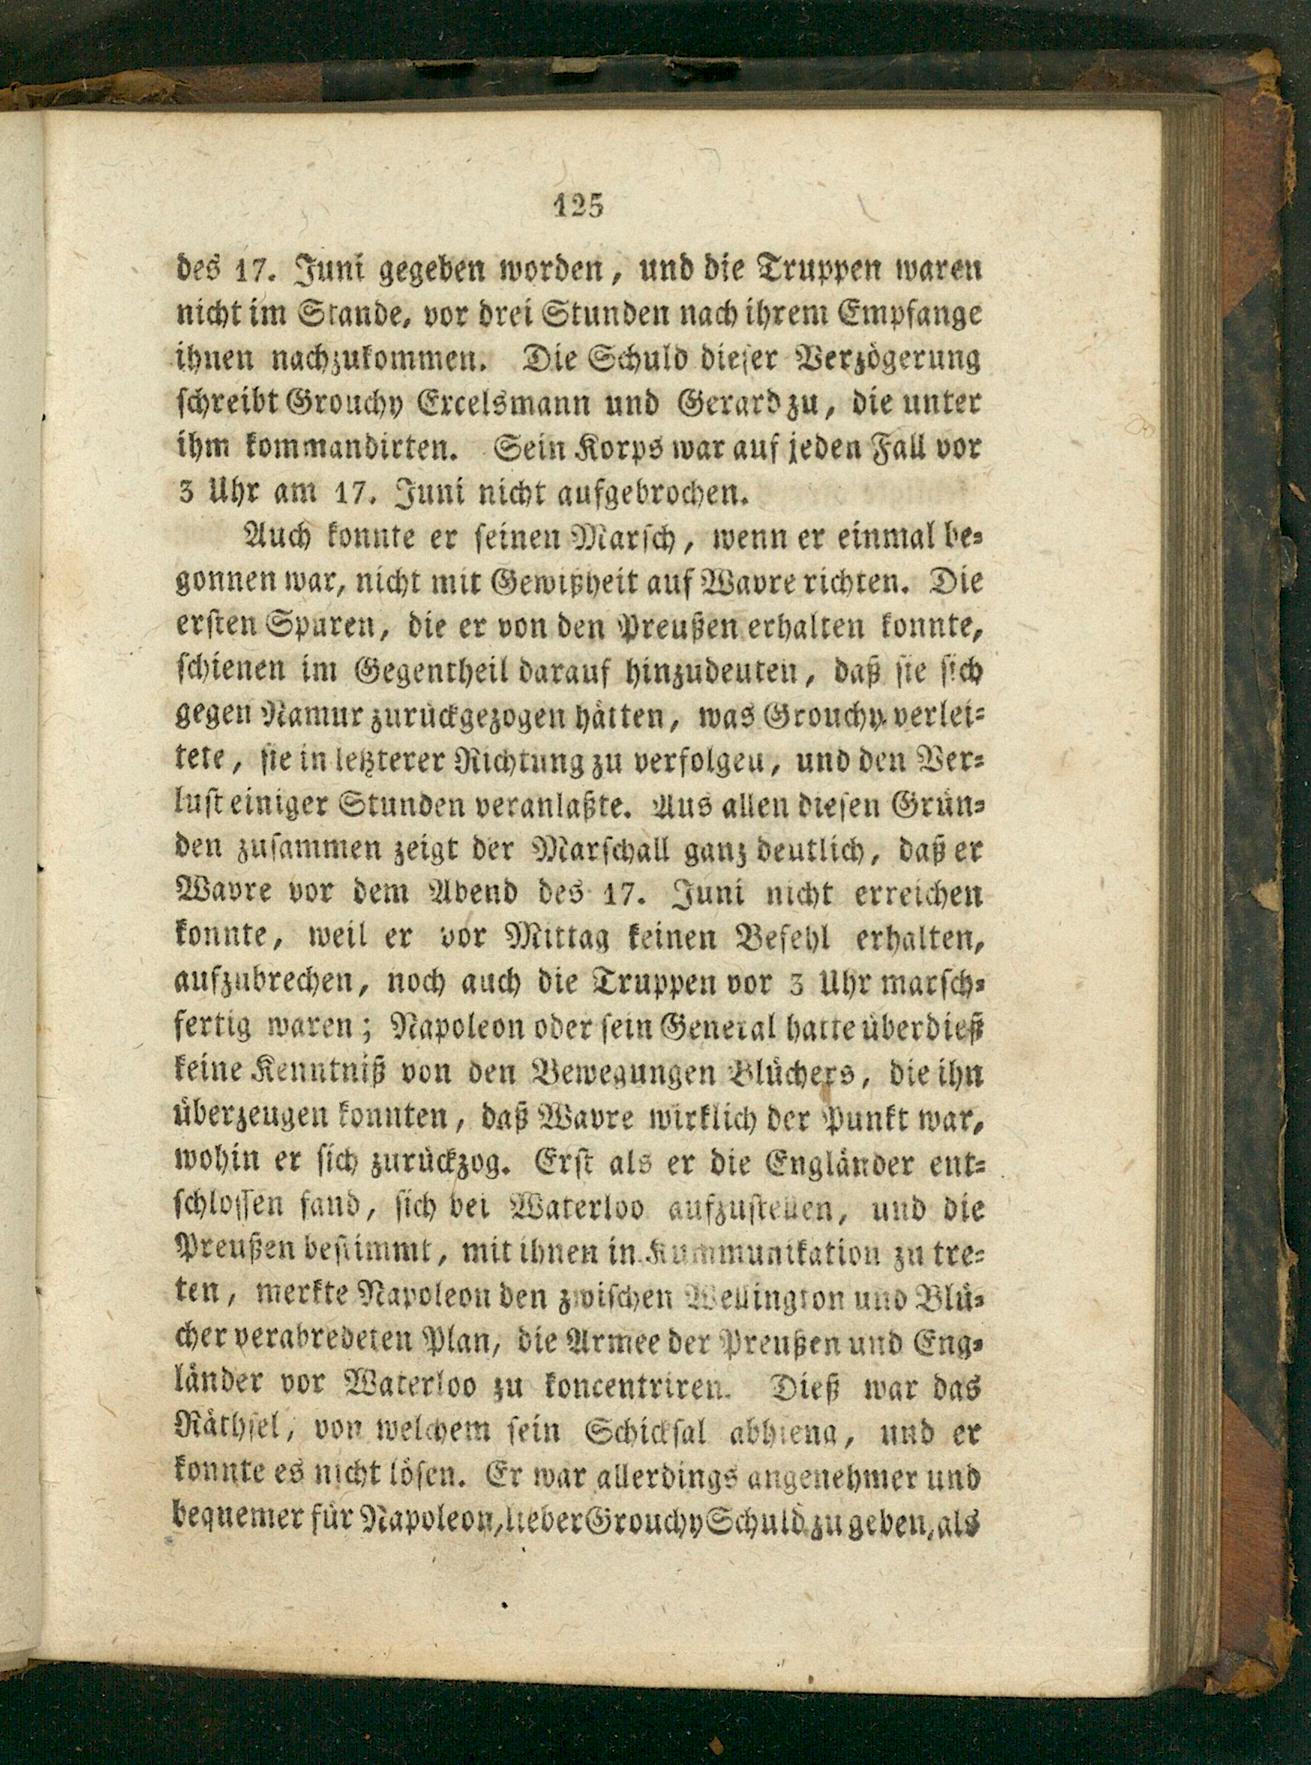 125
des 17. Juni gegeben worden, und die Truppen waren
nicht im Stande, vor drei Stunden nach ihrem Empfange
ihnen nachzukommen. Die Schuld dieser Verzögerung
schreibt Grouchy Excelsmann und Gerard zu, die unter
ihm kommandirten. Sein Korps war auf jeden Fall vor
3 Uhr am 17. Juni nicht aufgebrochen.
Auch konnte er seinen Marsch, wenn er einmal be-
gonnen war, nicht mit Gewißheit auf Wavre richten. Die
ersten Spuren, die er von den Preußen erhalten konnte,
schienen im Gegentheil darauf hinzudeuten, daß sie sich
gegen Namur zurückgezogen hätten, was Grouchy verlei-
tete, sie in letzterer Richtung zu verfolgen, und den Ver-
lust einiger Stunden veranlaßte. Aus allen diesen Grün-
den zusammen zeigt der Marschall ganz deutlich, daß er
Wavre vor dem Abend des 17. Juni nicht erreichen
konnte, weil er vor Mittag keinen Befehl erhalten,
aufzubrechen, noch auch die Truppen vor 3 Uhr marsch-
fertig waren; Napoleon oder sein General hatte überdieß
keine Kenntniß von den Bewegungen Blüchers, die ihn
überzeugen konnten, daß Wavre wirklich der Punkt war,
wohin er sich zurückzog. Erst als er die Engländer ent-
schlossen fand, sich bei Waterloo aufzustellen, und die
Preußen bestimmt, mit ihnen in Kummunikation zu tre-
ten, merkte Napoleon den zwischen Wellington und Blü-
cher verabredeten Plan, die Armee der Preußen und Eng-
länder vor Waterloo zu koncentriren. Dieß war das
Räthsel, von welchem sein Schicksal abhieng, und er
konnte es nicht lösen. Er war allerdings angenehmer und
bequemer für Napoleon, lieber Grouchy Schuld zu geben, als